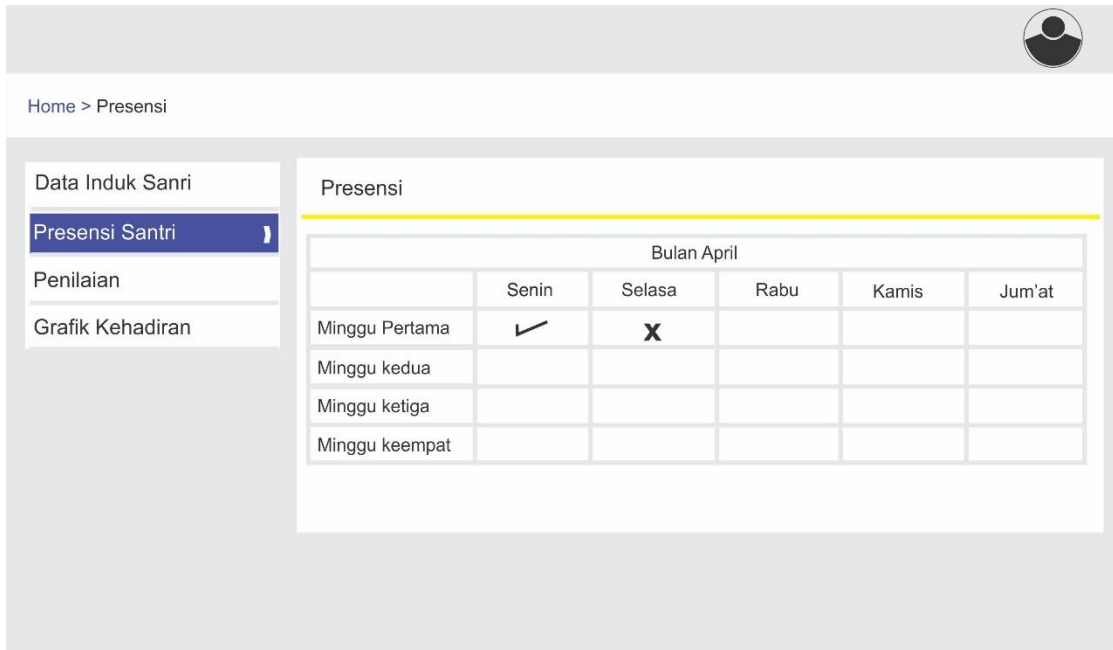 Home > Presensi
Data Induk Sanri
Presensi Santri
Penilaian
Grafik Kehadiran
Presensi
Bulan April
Senin Selasa Rabu Kamis Jum'at
Minggu Pertama ✓ X
Minggu kedua
Minggu ketiga
Minggu keempat